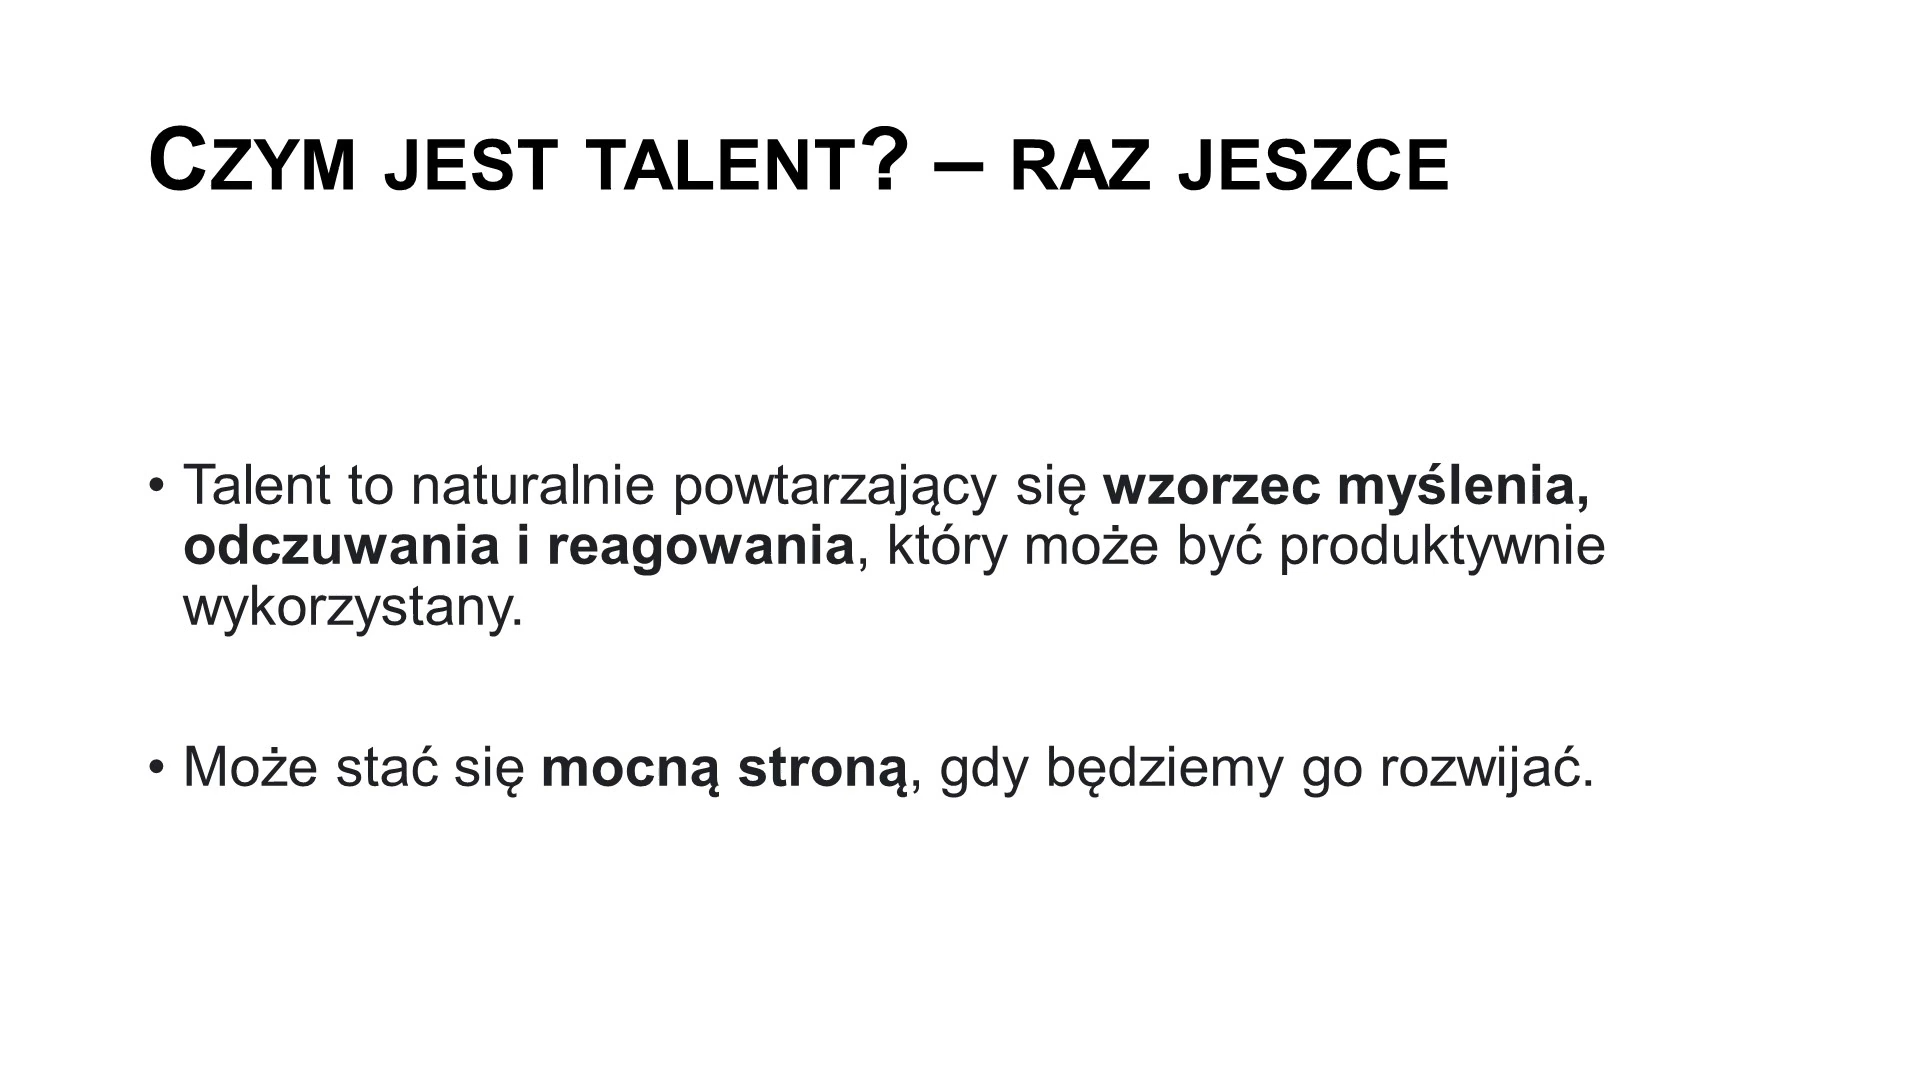 Czym jest talent? – raz jeszce
• Talent to naturalnie powtarzający się wzorzec myślenia,
odczuwania i reagowania, który może być produktywnie
wykorzystany.
• Może stać się mocną stroną, gdy będziemy go rozwijać.